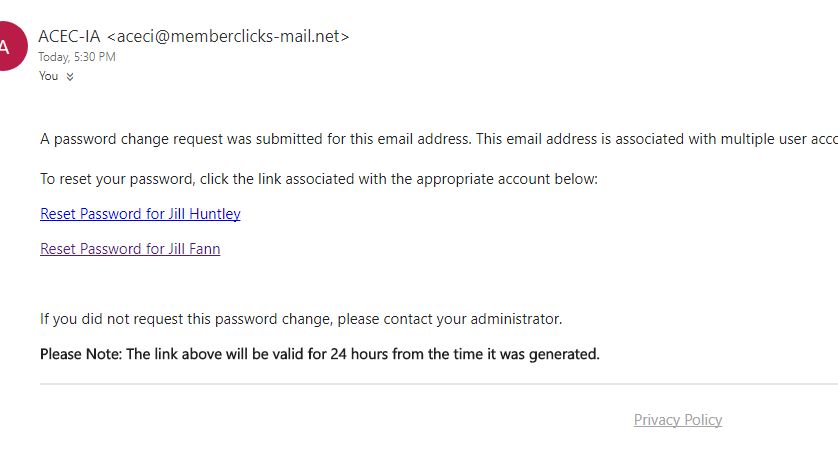 A
ACEC-IA <aceci@memberclicks-mail.net>
Today, 5:30 PM
You
A password change request was submitted for this email address. This email address is associated with multiple user
To reset your password, click the link associated with the appropriate account below:
Reset Password for Jill Huntley
Reset Password for Jill Fann
If you did not request this password change, please contact your administrator.
Please Note: The link above will be valid for 24 hours from the time it was generated.
Privacy Policy